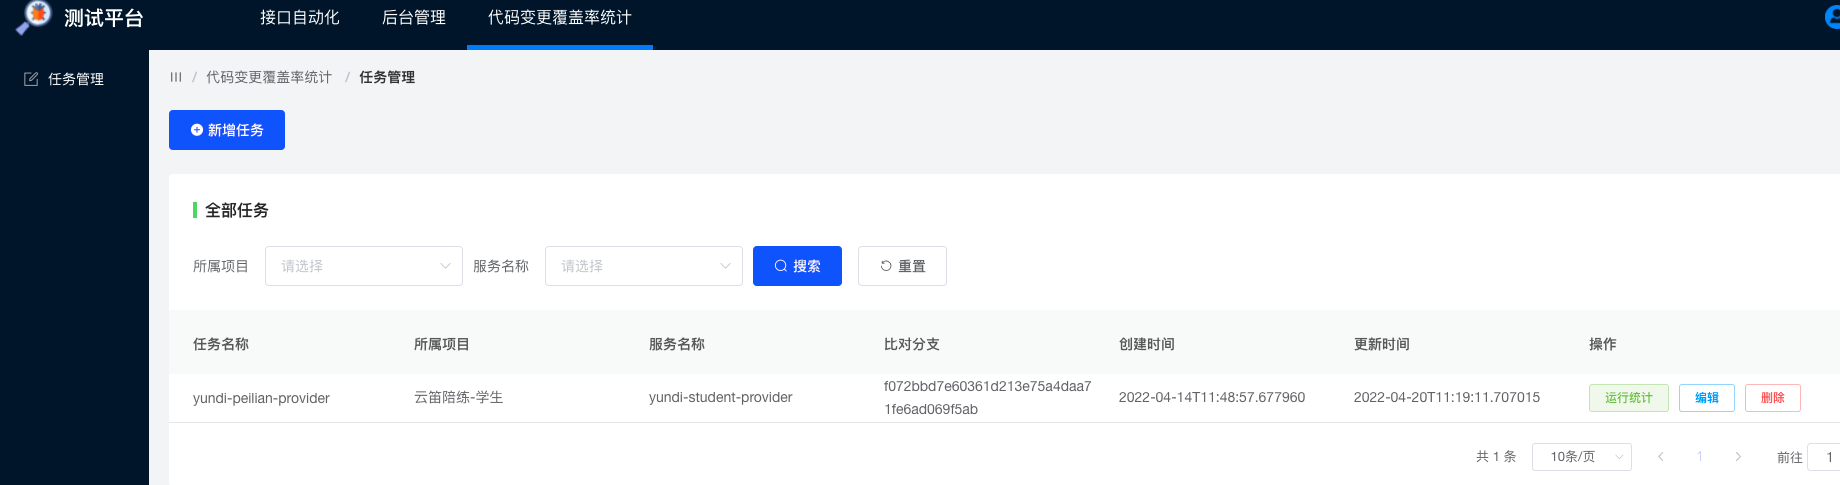 测试平台 接口自动化 后台管理 代码变更覆盖率统计
任务管理
/ 代码变更覆盖率统计 / 任务管理
新增任务
全部任务
所属项目 请选择 服务名称 请选择 搜索 重置
任务名称 所属项目 服务名称 比对分支 创建时间 更新时间 操作
yundi-peilian-provider 云笛陪练-学生 yundi-student-provider f072bbd7e60361d213e75a4daa7 2022-04-14T11:48:57.677960 2022-04-20T11:19:11.707015 运行统计 编辑 删除
1fe6ad069f5ab
共 1 条 10条/页 1 前往 1